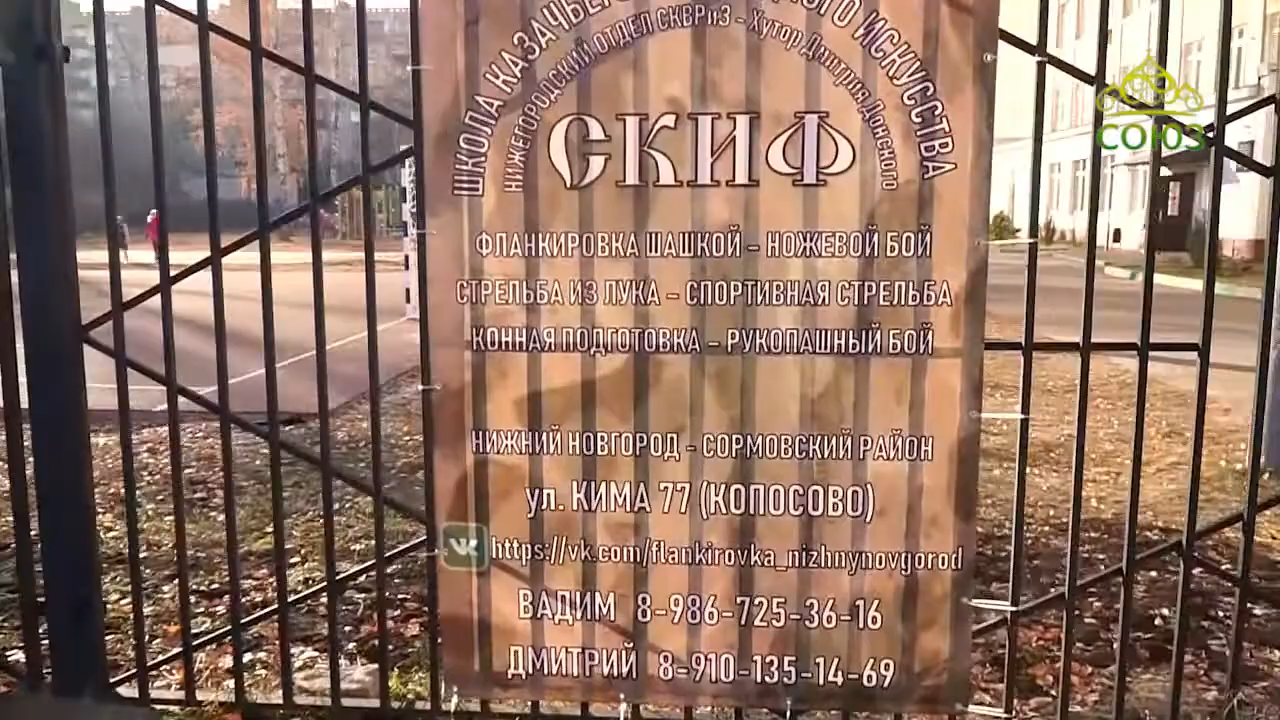 ШКОЛА КАЗАЧЬЕГО ИСКУССТВА
НИЖЕГОРОДСКИЙ ОТДЕЛ СКВРиЗ - Хутор Дмитрия Донского
СКИФ
ФЛАНКИРОВКА ШАШКОЙ - НОЖЕВОЙ БОЙ
СТРЕЛЬБА ИЗ ЛУКА - СПОРТИВНАЯ СТРЕЛЬБА
КОННАЯ ПОДГОТОВКА - РУКОПАШНЫЙ БОЙ
НИЖНИЙ НОВГОРОД - СОРМОВСКИЙ РАЙОН
ул. КИМА 77 (КОПОСОВО)
https://vk.com/flankirovka_nizhnynovgorod
ВАДИМ 8-986-725-36-16
ДМИТРИЙ 8-910-135-14-69
СОЮЗ